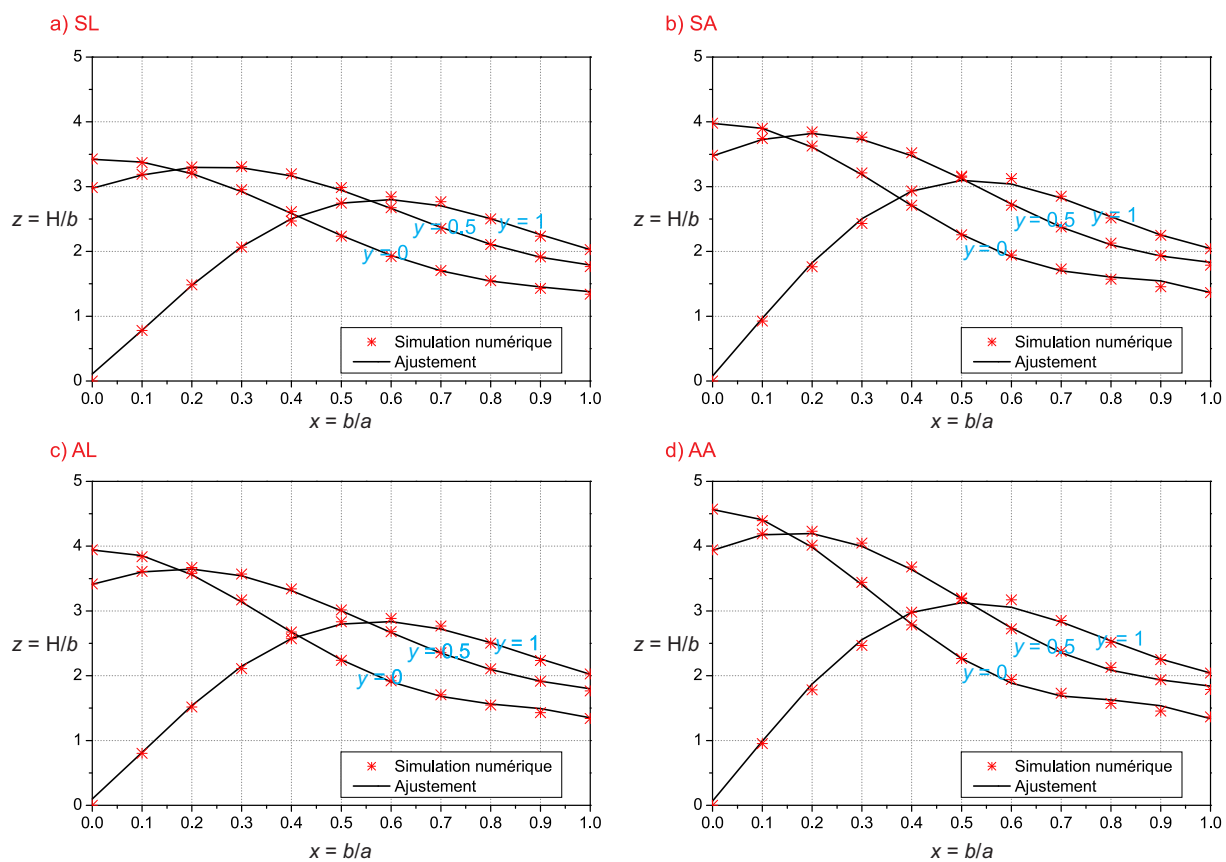 a) SL
5
4
3
z = H/b
2
1
0
y = 0.5
y = 1
y = 0
Simulation numérique
Ajustement
0.0 0.1 0.2 0.3 0.4 0.5 0.6 0.7 0.8 0.9 1.0
x = b/a
b) SA
5
4
3
z = H/b
2
1
0
y = 0.5
y = 1
y = 0
Simulation numérique
Ajustement
0.0 0.1 0.2 0.3 0.4 0.5 0.6 0.7 0.8 0.9 1.0
x = b/a
c) AL
5
4
3
z = H/b
2
1
0
y = 0.5
y = 1
y = 0
Simulation numérique
Ajustement
0.0 0.1 0.2 0.3 0.4 0.5 0.6 0.7 0.8 0.9 1.0
x = b/a
d) AA
5
4
3
z = H/b
2
1
0
y = 0.5
y = 1
y = 0
Simulation numérique
Ajustement
0.0 0.1 0.2 0.3 0.4 0.5 0.6 0.7 0.8 0.9 1.0
x = b/a